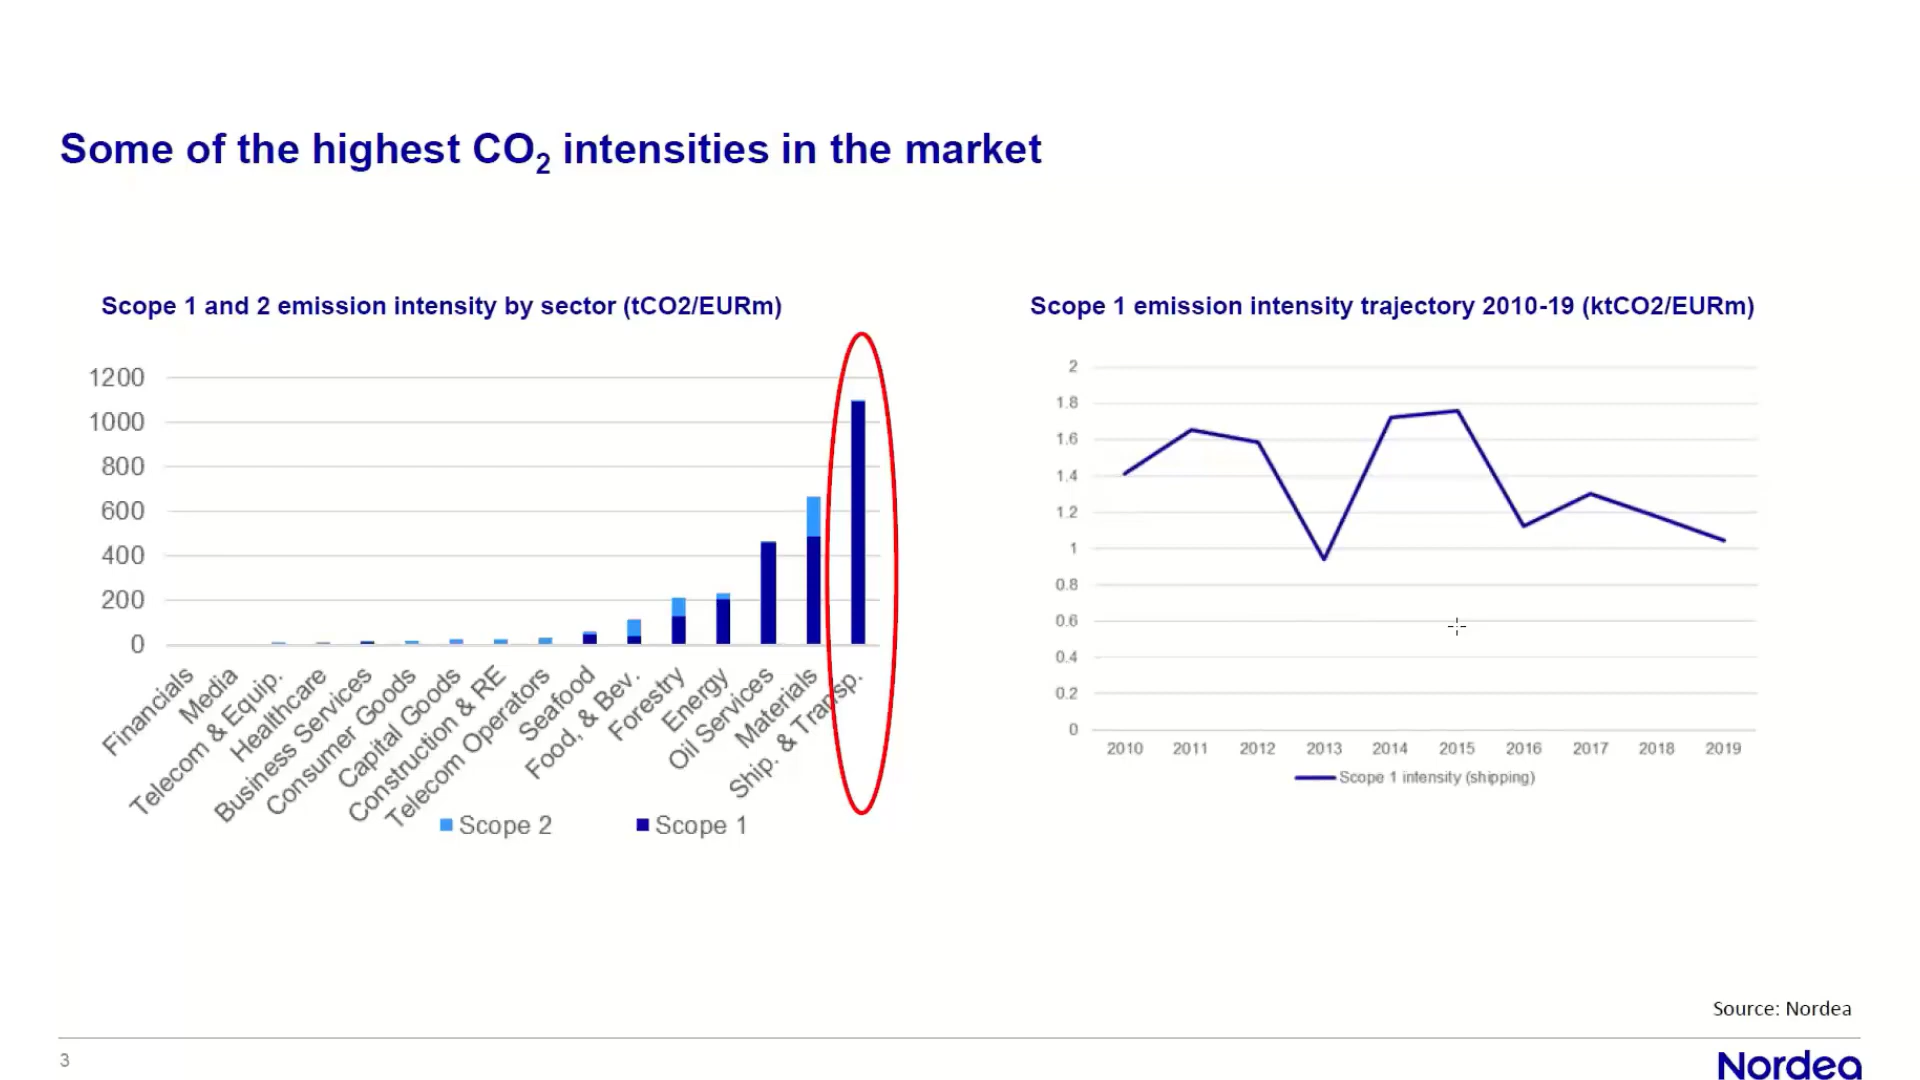 Some of the highest CO2 intensities in the market
Scope 1 and 2 emission intensity by sector (tCO2/EURm)
1200
1000
800
600
400
200
0
Financials
Media
Telecom & Equip.
Healthcare
Business Services
Consumer Goods
Capital Goods
Construction & RE
Telecom Operators
Seafood
Food, & Bev.
Forestry
Energy
Oil Services
Materials
Ship. & Transp.
Scope 2
Scope 1
Scope 1 emission intensity trajectory 2010-19 (ktCO2/EURm)
2
1.8
1.6
1.4
1.2
1
0.8
0.6
0.4
0.2
0
2010 2011 2012 2013 2014 2015 2016 2017 2018 2019
Scope 1 intensity (shipping)
Source: Nordea
3
Nordea